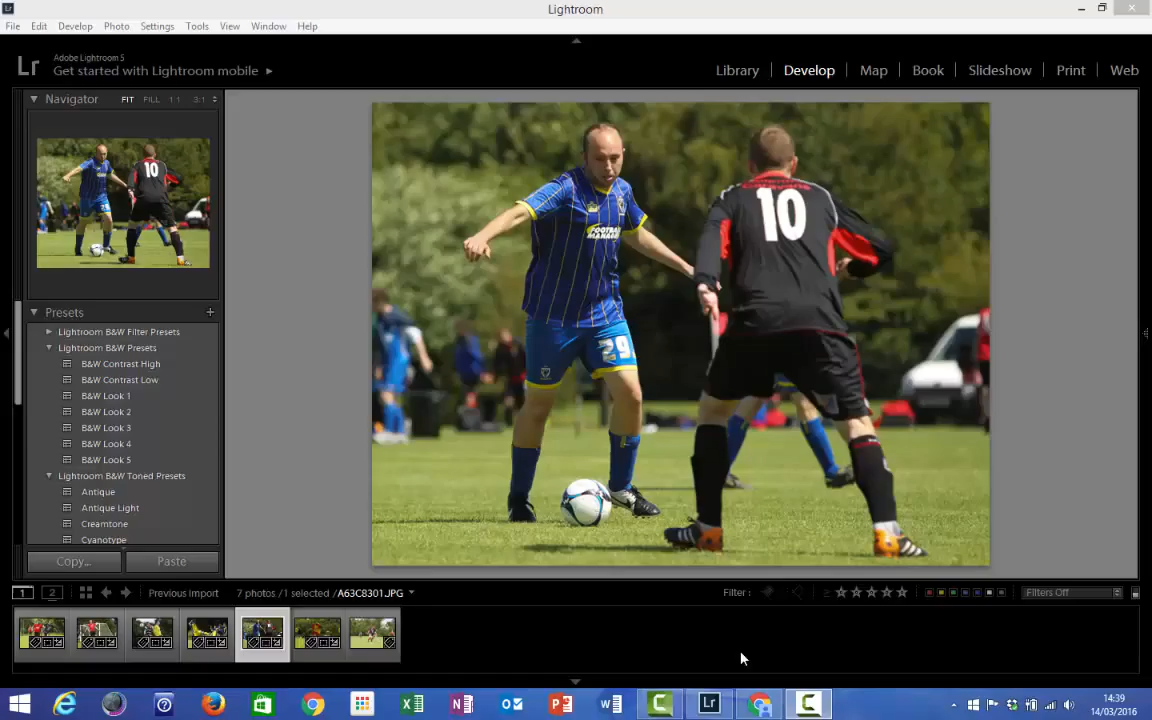 Lightroom
File Edit Develop Photo Settings Tools View Window Help
Adobe Lightroom 5
Get started with Lightroom mobile
Library Develop Map Book Slideshow Print Web
Navigator FIT FILL 1:1 3:1
10
FOOTBALL
MANAGER
29
Presets
Lightroom B&W Filter Presets
Lightroom B&W Presets
B&W Contrast High
B&W Contrast Low
B&W Look 1
B&W Look 2
B&W Look 3
B&W Look 4
B&W Look 5
Lightroom B&W Toned Presets
Antique
Antique Light
Creamtone
Cyanotype
Copy... Paste
1 2 Previous Import 7 photos / 1 selected / A63C8301.JPG Filter : Filters Off
14:39
14/03/2016